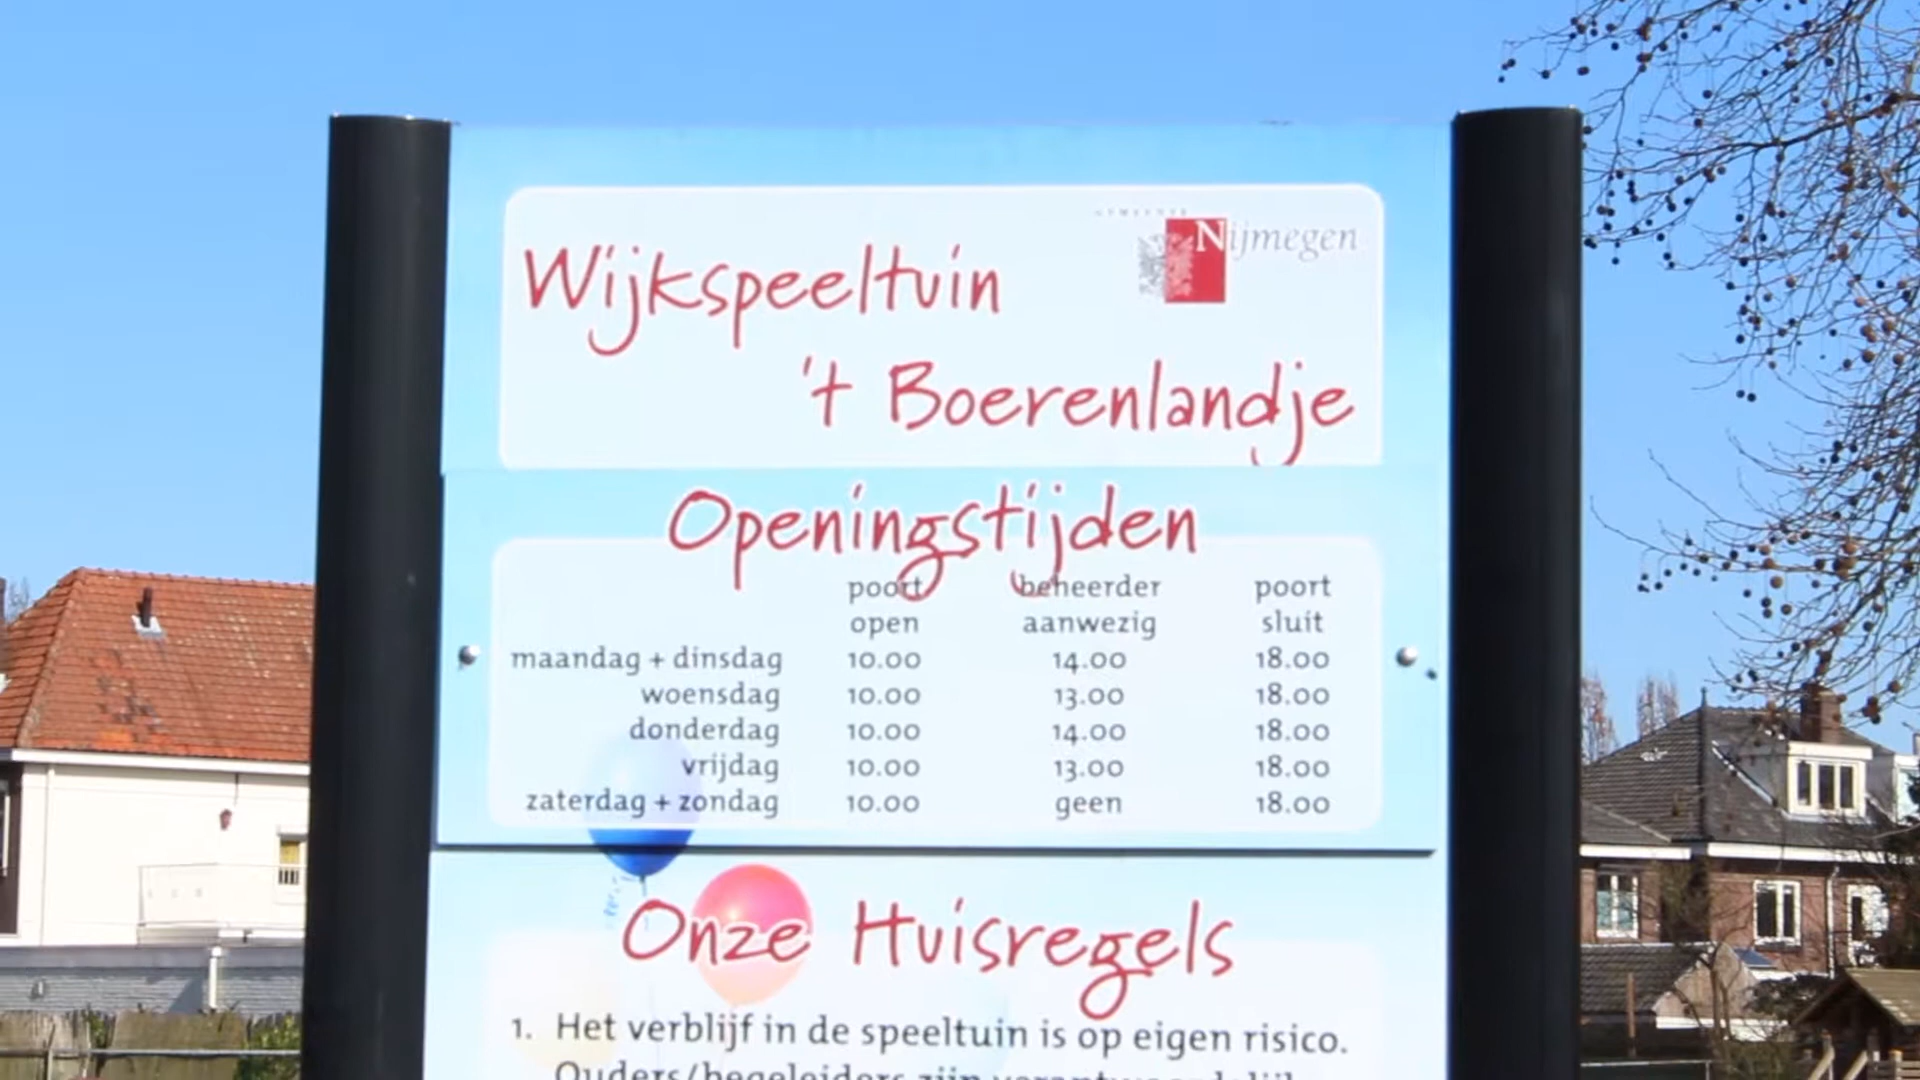 GEMEENTE
Nijmegen
Wijkspeeltuin
't Boerenlandje
Openingstijden
poort beheerder poort
open aanwezig sluit
maandag + dinsdag 10.00 14.00 18.00
woensdag 10.00 13.00 18.00
donderdag 10.00 14.00 18.00
vrijdag 10.00 13.00 18.00
zaterdag + zondag 10.00 geen 18.00
Onze Huisregels
1. Het verblijf in de speeltuin is op eigen risico.
Ouders/begeleiders zijn verantwoordelijk